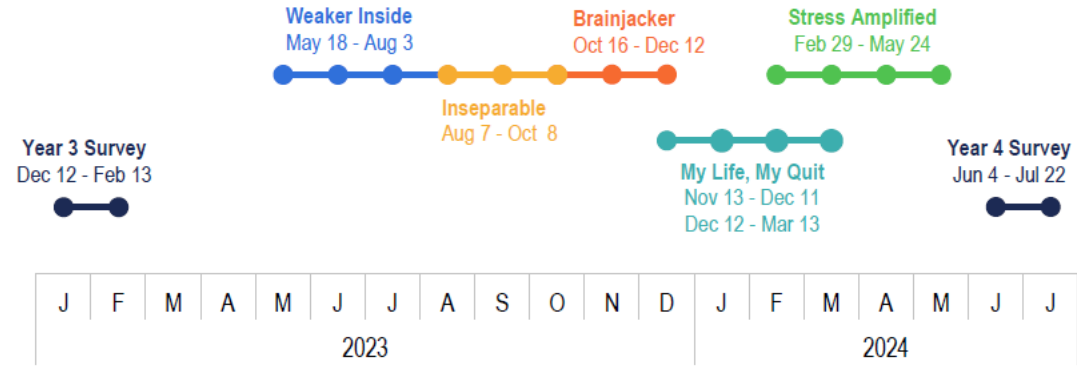 Weaker Inside
May 18 - Aug 3
Brainjacker
Oct 16 - Dec 12
Stress Amplified
Feb 29 - May 24
Inseparable
Aug 7 - Oct 8
Year 3 Survey
Dec 12 - Feb 13
My Life, My Quit
Nov 13 - Dec 11
Dec 12 - Mar 13
Year 4 Survey
Jun 4 - Jul 22
J F M A M J J A S O N D J F M A M J J
2023 2024